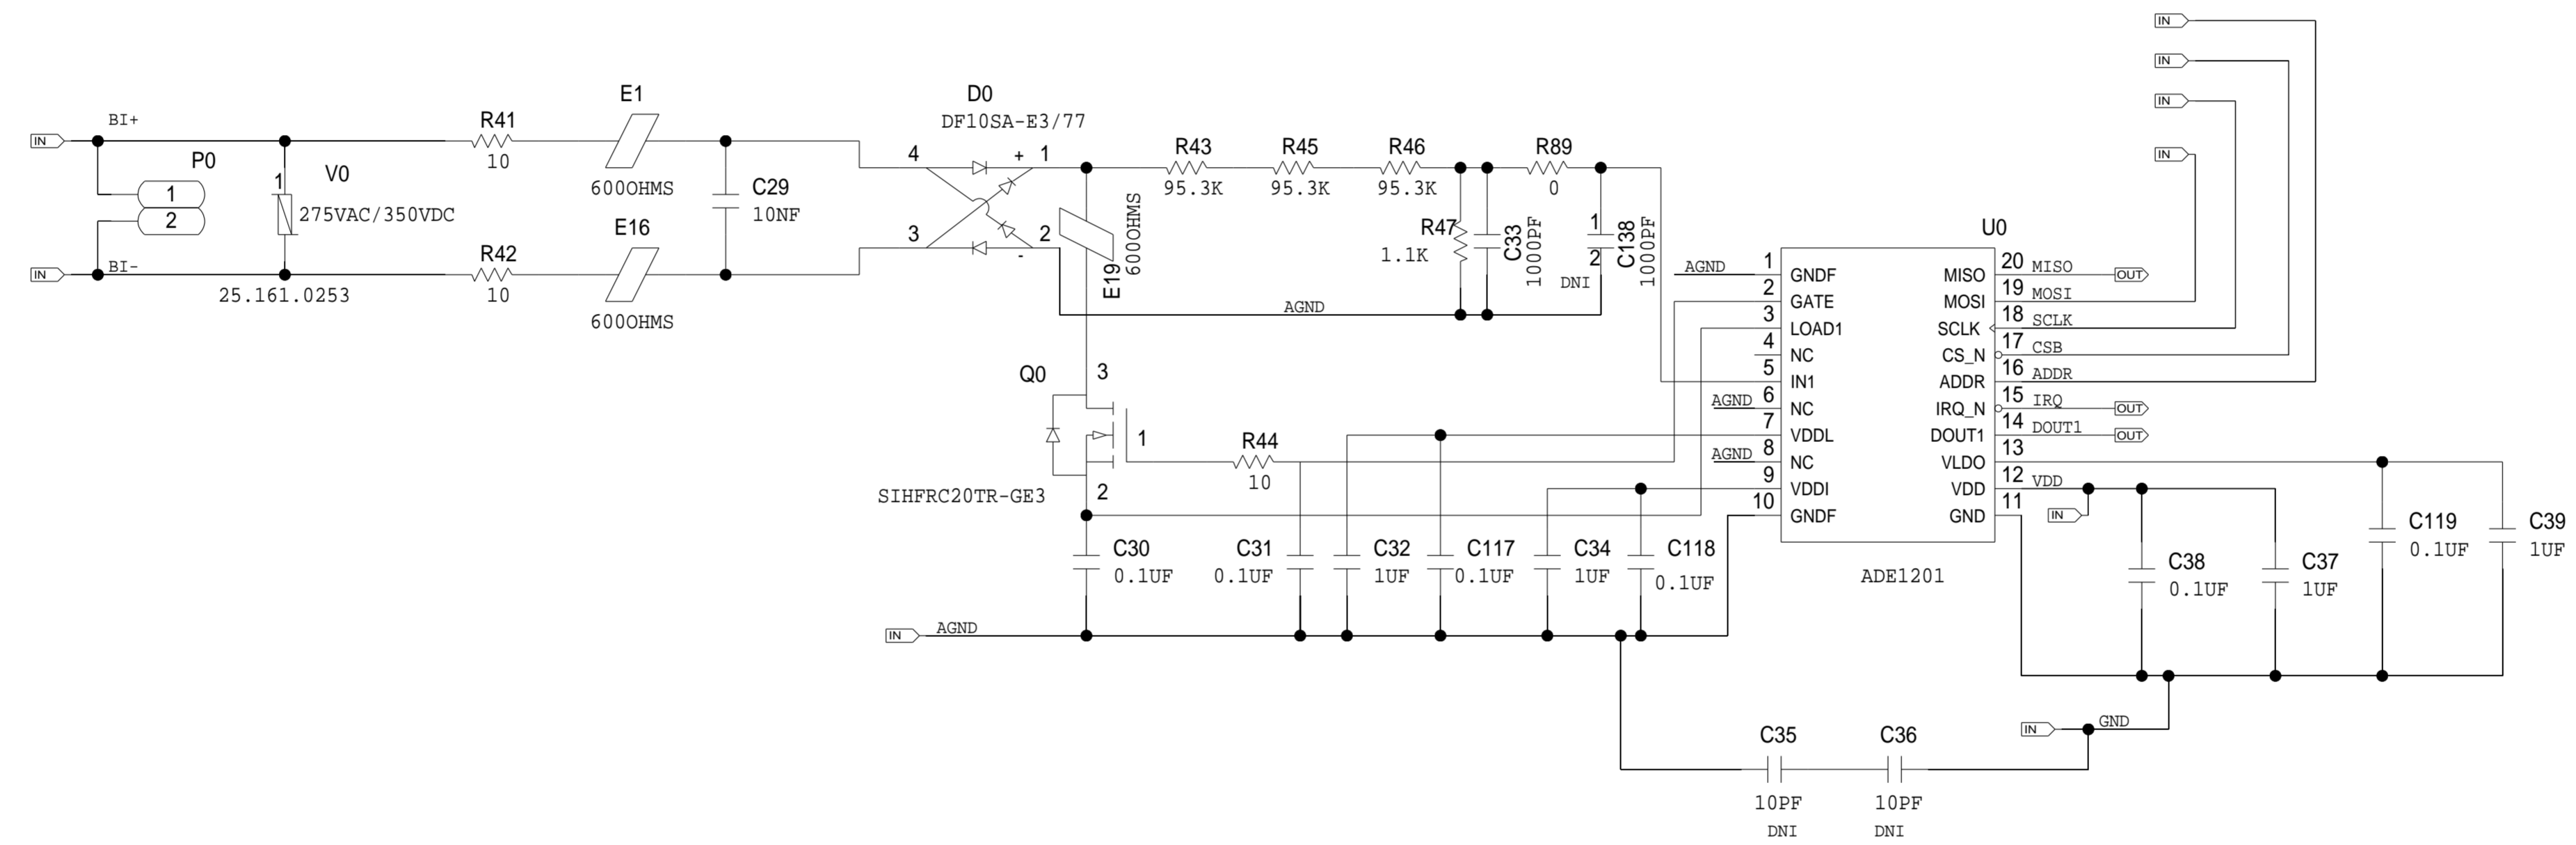 IN
IN
IN
IN
E1
D0
R41
DF10SA-E3/77
BI+
IN
P0
10
4
+
1
R43
R45
R46
R89
V0
1
1
600OHMS
C29
10NF
95.3K
95.3K
95.3K
0
2
275VAC/350VDC
E16
3
2
-
600OHMS
E19
R47
1.1K
C33
1000PF
1
2
C138
1000PF
DNI
U0
R42
IN
BI-
25.161.0253
10
600OHMS
AGND
AGND
1
GNDF
MISO
20
MISO
OUT
2
GATE
MOSI
19
MOSI
3
LOAD1
SCLK
18
SCLK
4
NC
CS_N
17
CSB
5
IN1
ADDR
16
ADDR
AGND
6
NC
IRQ_N
15
IRQ
OUT
7
VDDL
DOUT1
14
DOUT1
OUT
AGND
8
NC
VLDO
13
9
VDDI
VDD
12
VDD
10
GNDF
GND
11
IN
Q0
3
1
R44
10
SIHFRC20TR-GE3
2
C30
0.1UF
C31
0.1UF
C32
1UF
C117
0.1UF
C34
1UF
C118
0.1UF
ADE1201
C38
0.1UF
C37
1UF
C119
0.1UF
C39
1UF
IN
AGND
IN
GND
C35
C36
10PF
10PF
DNI
DNI